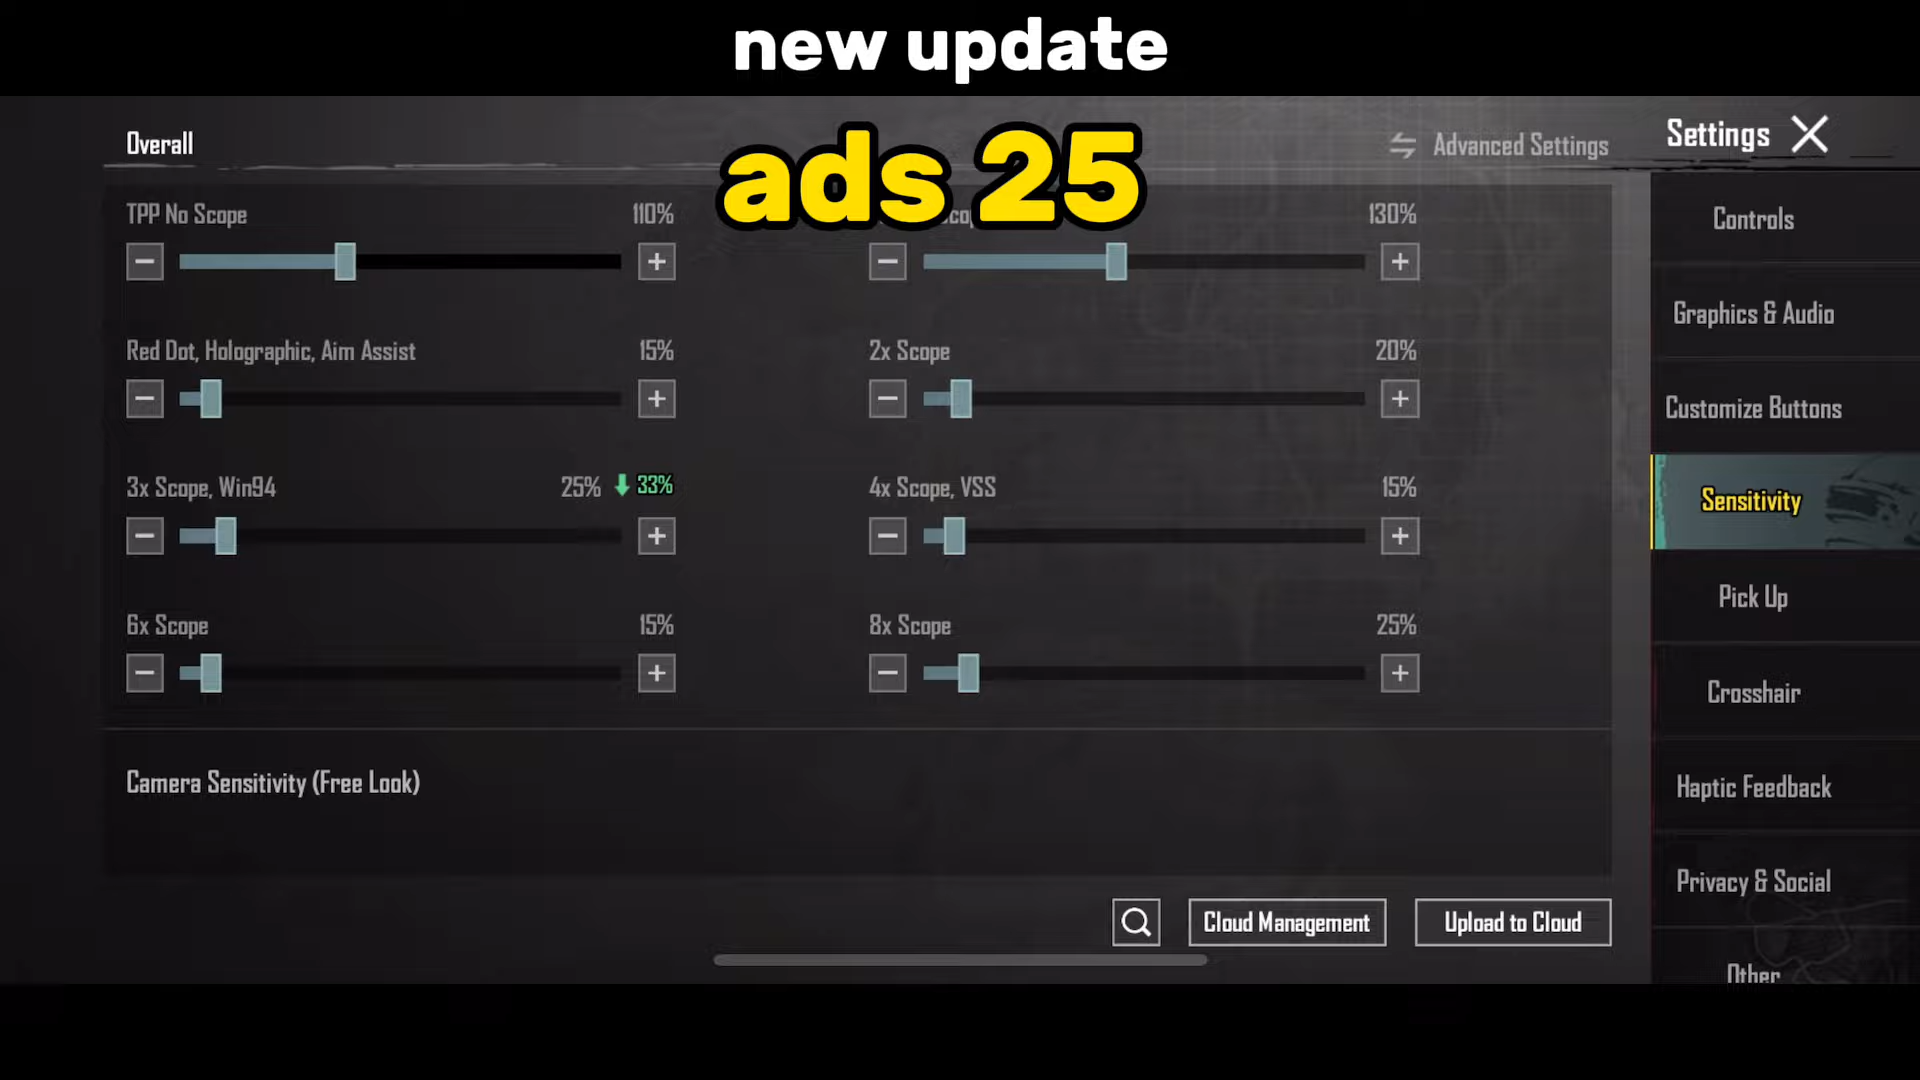 new update
Overall
ads 25
Advanced Settings
Settings
TPP No Scope 110%
130%
Controls
Graphics & Audio
Red Dot, Holographic, Aim Assist 15%
2x Scope 20%
Customize Buttons
3x Scope, Win94 25% 33%
4x Scope, VSS 15%
Sensitivity
Pick Up
6x Scope 15%
8x Scope 25%
Crosshair
Camera Sensitivity (Free Look)
Haptic Feedback
Privacy & Social
Cloud Management
Upload to Cloud
Other